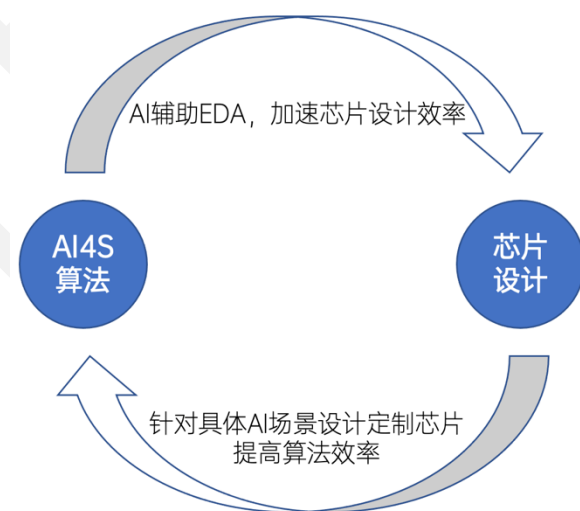 AI辅助EDA，加速芯片设计效率
AI4S
算法
芯片
设计
针对具体AI场景设计定制芯片
提高算法效率